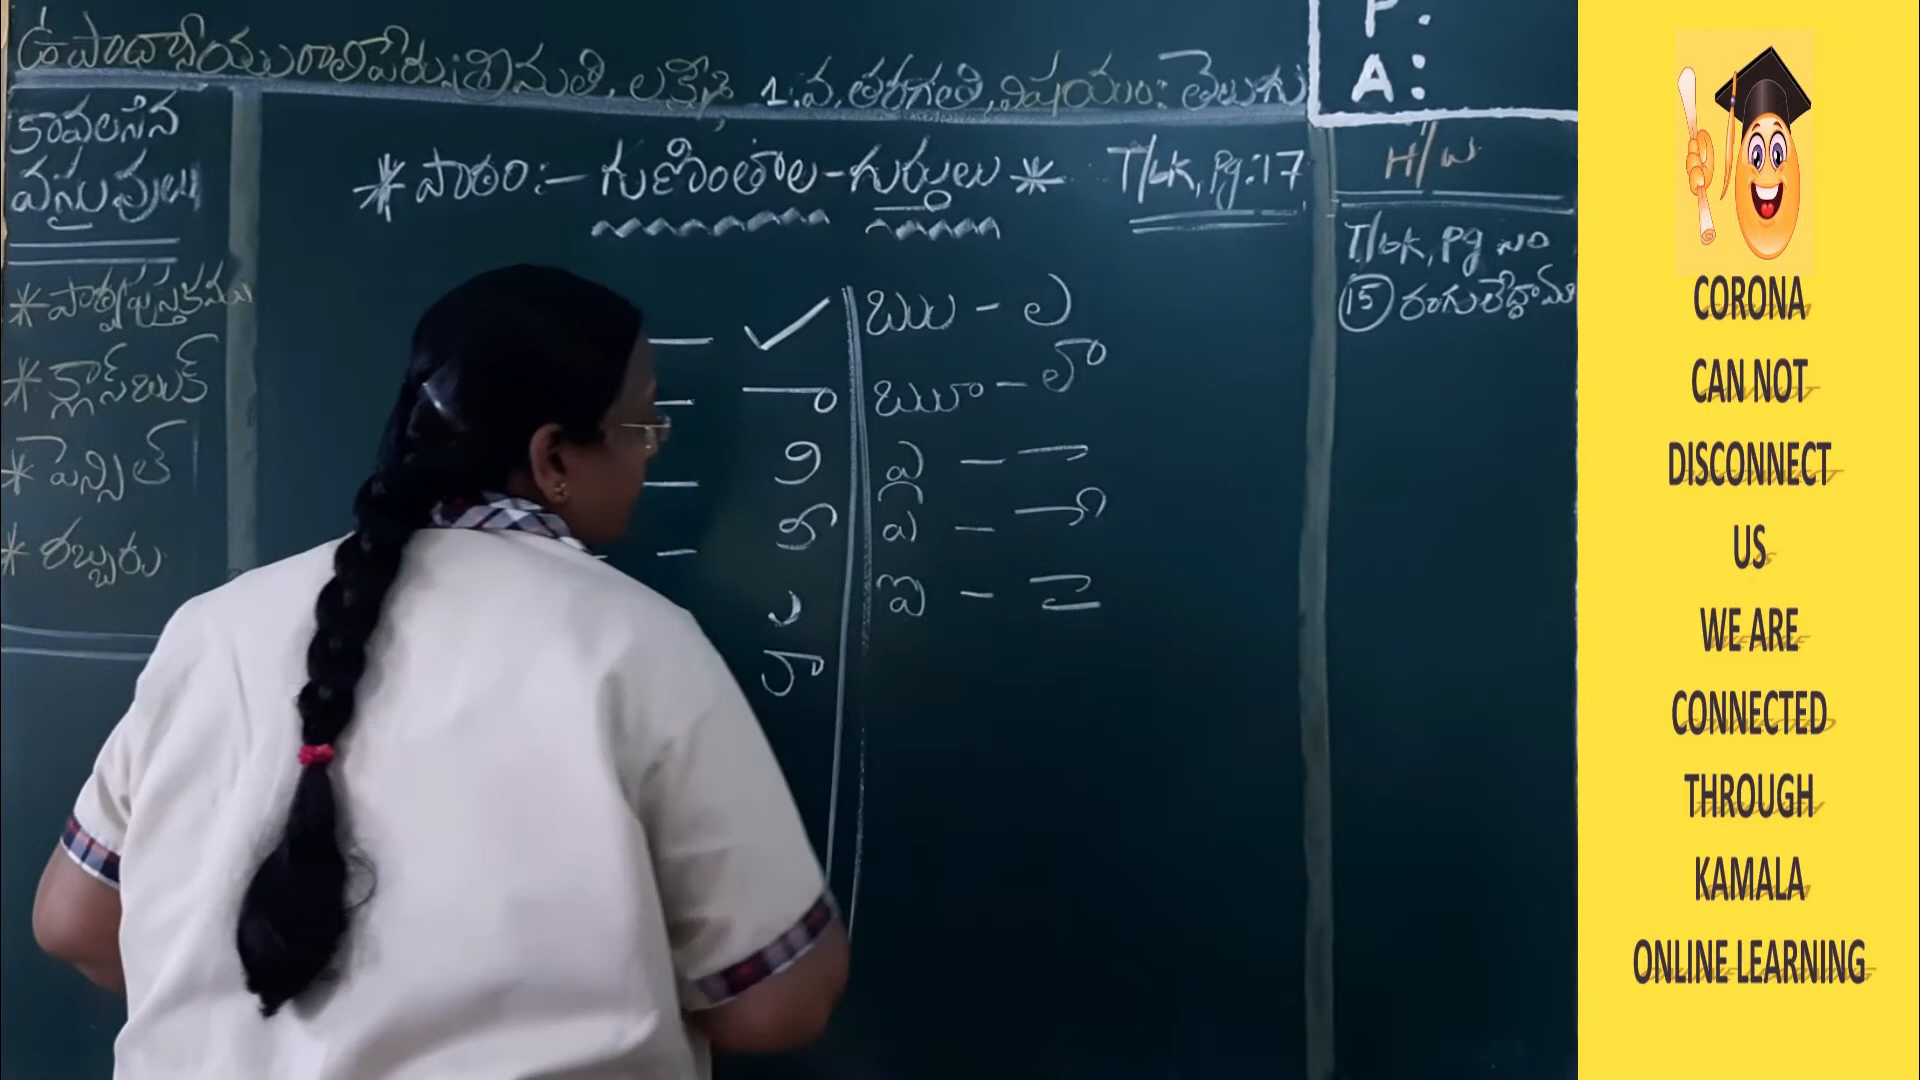 ఉపాధ్యాయురాలిపేరు:శ్రీమతి. లక్ష్మి 1.వ.తరగతి,విషయం: తెలుగు
P:
A:
కావలసిన
వస్తువులు
*పాఠ్యపుస్తకము
*క్లాస్‌బుక్
*పెన్సిల్
*రబ్బరు
*పాఠం:- గుణింతాల-గుర్తులు*
T/bk, Pg:17
— ✓
ఋ - ృ
ౠ - ౄ
ఎ -
ఏ -
ఐ -
H/w
T/bk, Pg నం
15 రంగులేద్దాము
CORONA
CAN NOT
DISCONNECT
US
WE ARE
CONNECTED
THROUGH
KAMALA
ONLINE LEARNING